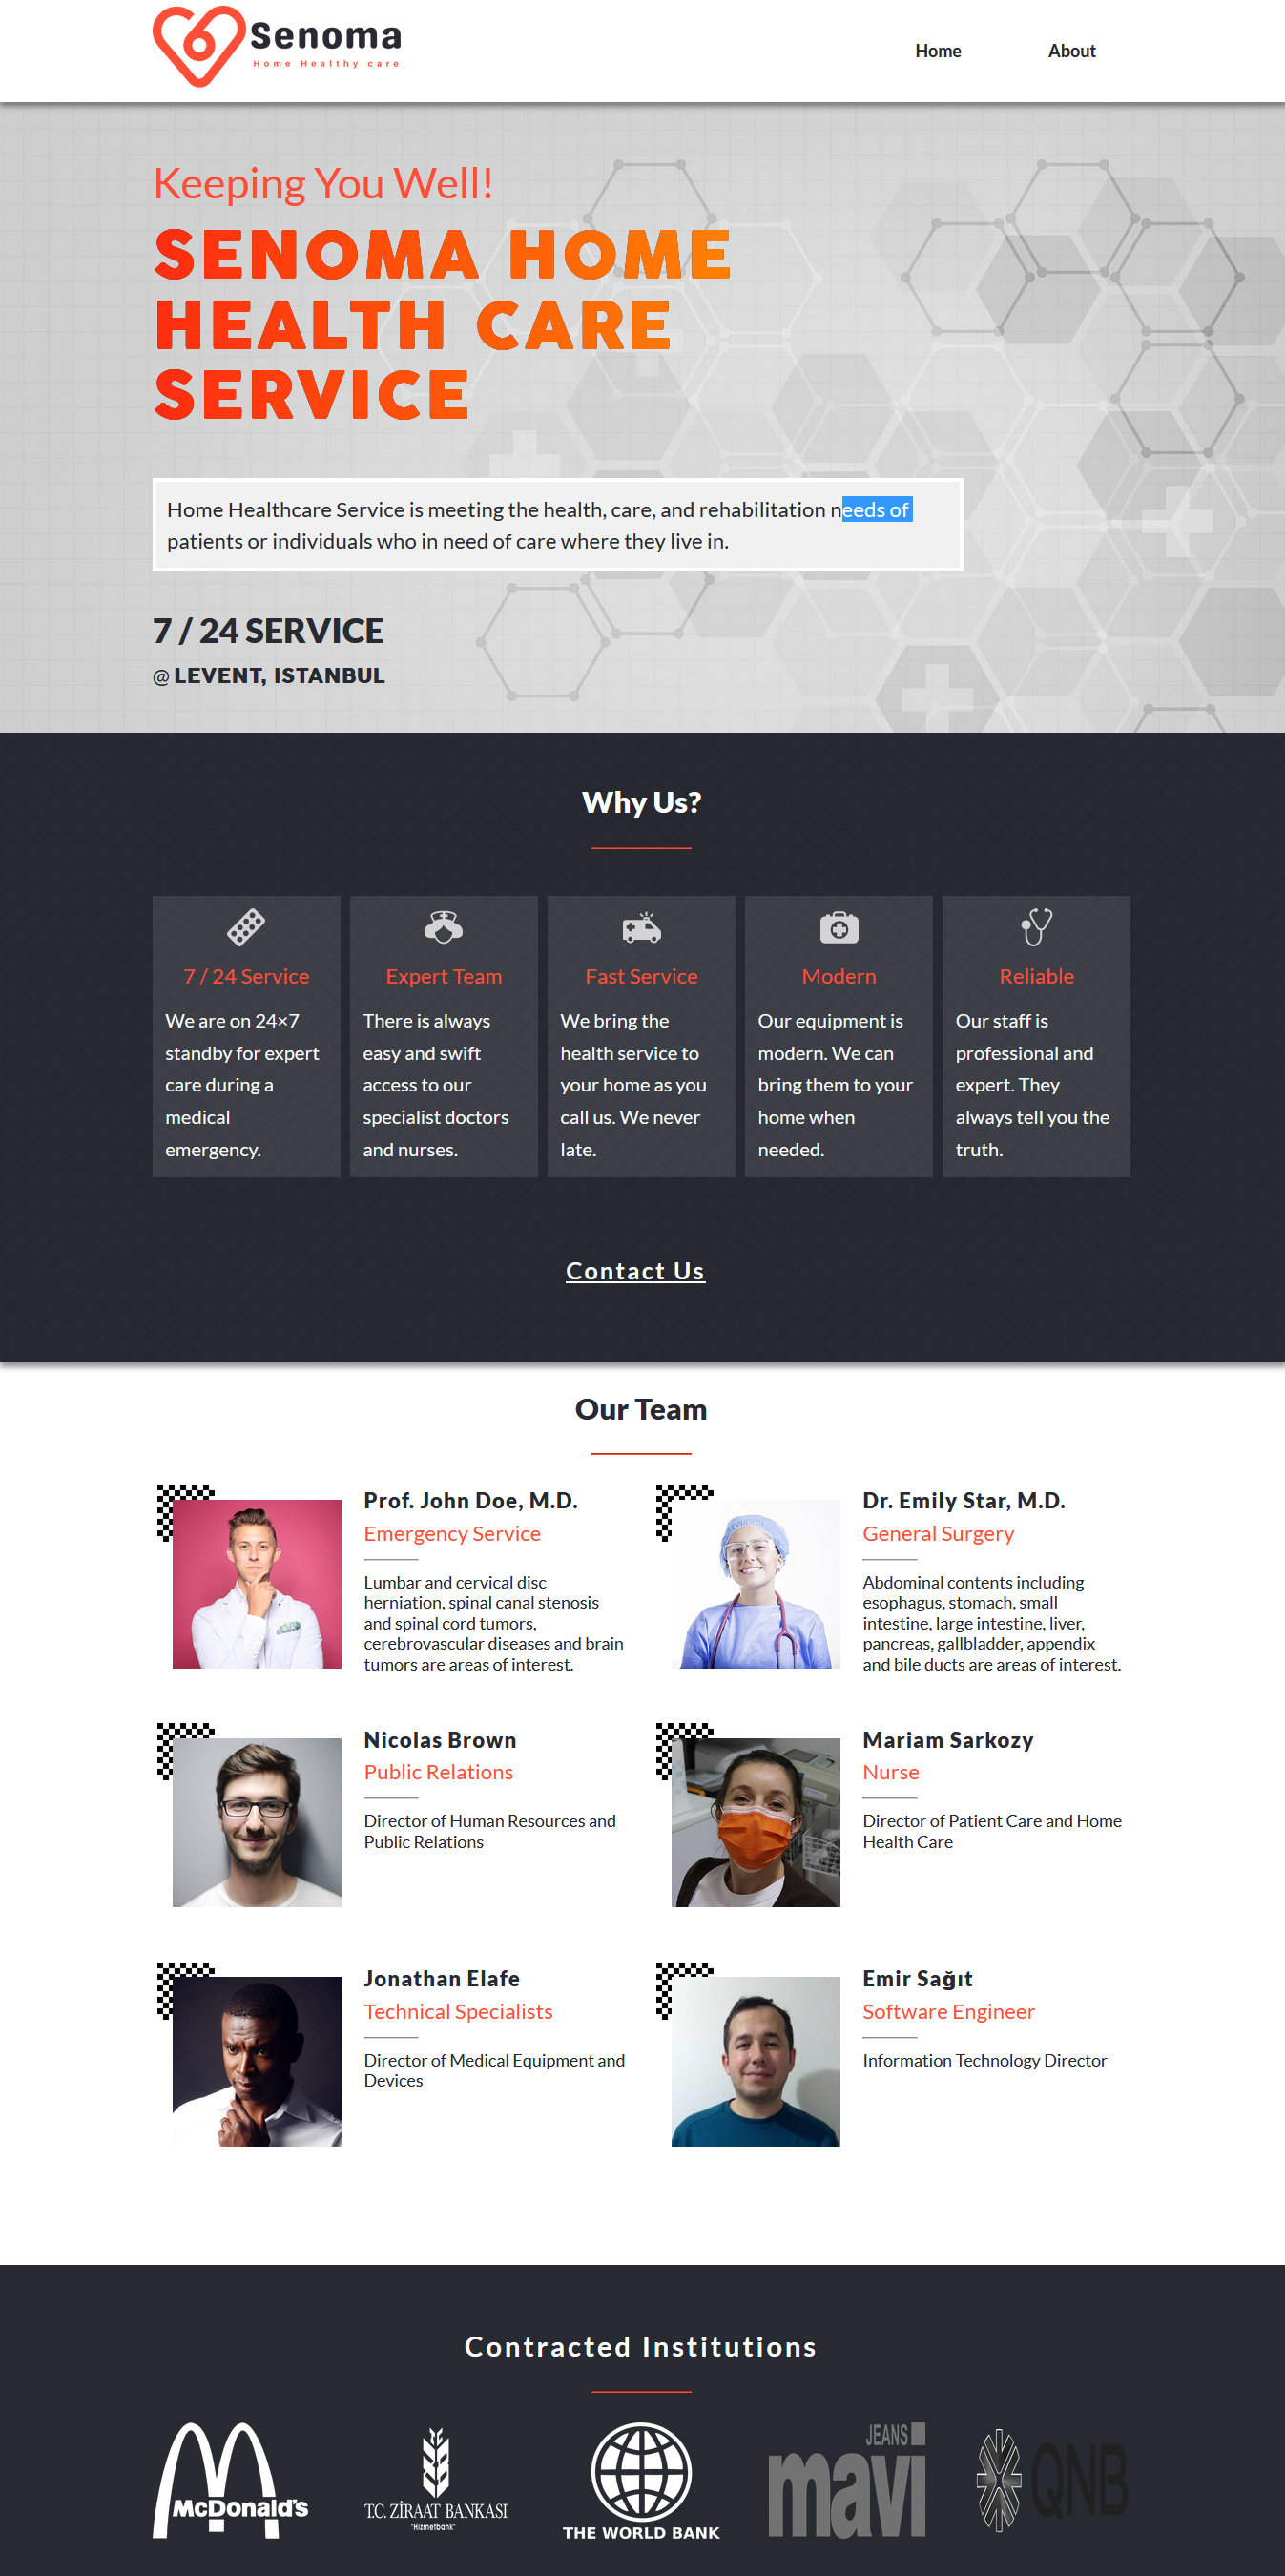 Senoma
Home Healthy care
Home
About
Keeping You Well!
SENOMA HOME
HEALTH CARE
SERVICE
Home Healthcare Service is meeting the health, care, and rehabilitation needs of
patients or individuals who in need of care where they live in.
7 / 24 SERVICE
@ LEVENT, ISTANBUL
Why Us?
7 / 24 Service
We are on 24×7
standby for expert
care during a
medical
emergency.
Expert Team
There is always
easy and swift
access to our
specialist doctors
and nurses.
Fast Service
We bring the
health service to
your home as you
call us. We never
late.
Modern
Our equipment is
modern. We can
bring them to your
home when
needed.
Reliable
Our staff is
professional and
expert. They
always tell you the
truth.
Contact Us
Our Team
Prof. John Doe, M.D.
Emergency Service
Lumbar and cervical disc
herniation, spinal canal stenosis
and spinal cord tumors,
cerebrovascular diseases and brain
tumors are areas of interest.
Dr. Emily Star, M.D.
General Surgery
Abdominal contents including
esophagus, stomach, small
intestine, large intestine, liver,
pancreas, gallbladder, appendix
and bile ducts are areas of interest.
Nicolas Brown
Public Relations
Director of Human Resources and
Public Relations
Mariam Sarkozy
Nurse
Director of Patient Care and Home
Health Care
Jonathan Elafe
Technical Specialists
Director of Medical Equipment and
Devices
Emir Sağıt
Software Engineer
Information Technology Director
Contracted Institutions
McDonald's
T.C. ZİRAAT BANKASI
"Hizmetbank"
THE WORLD BANK
JEANS
mavi
QNB